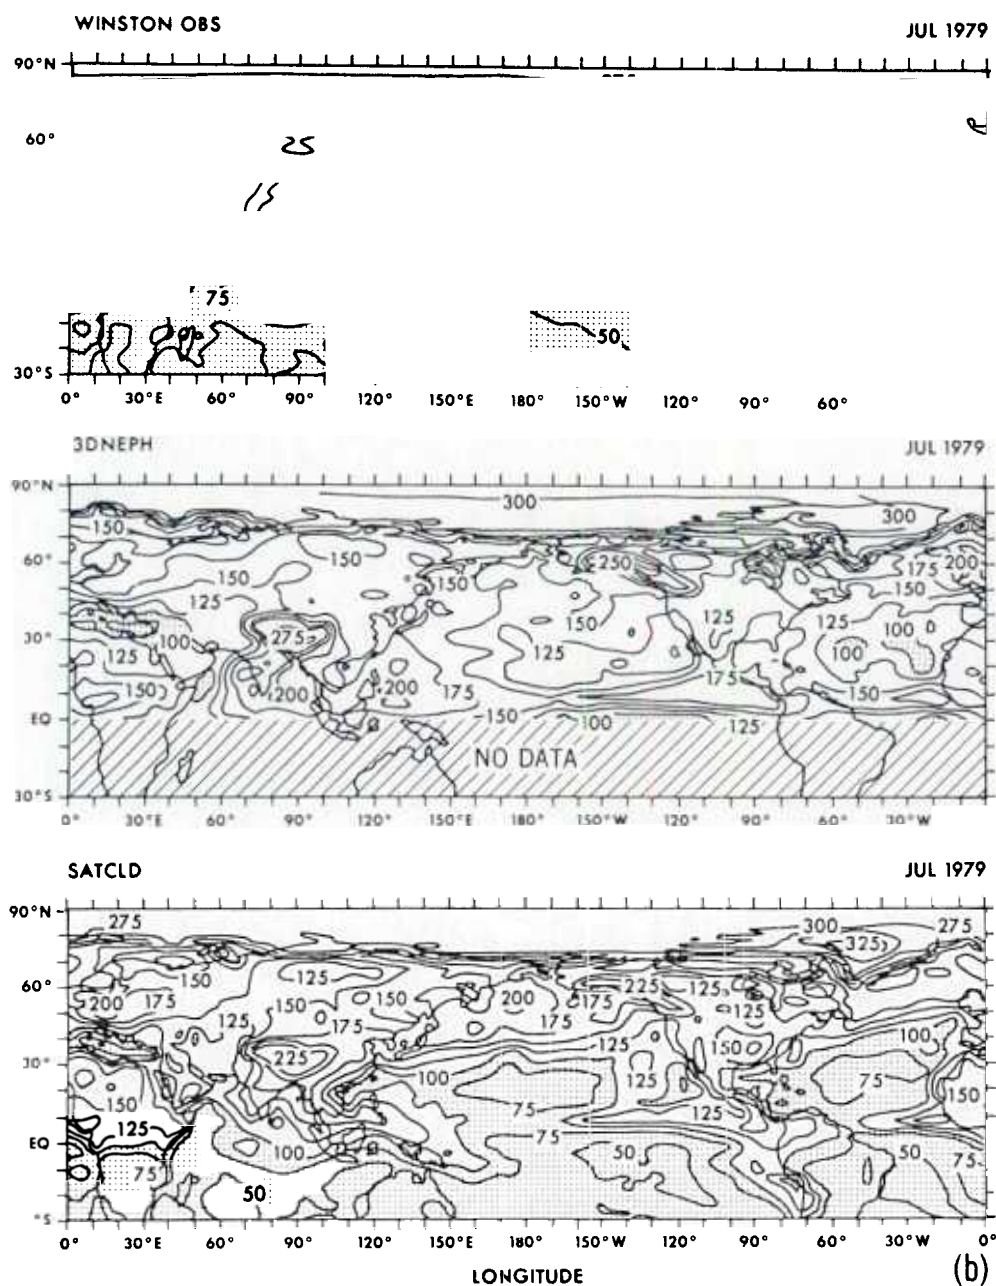 WINSTON OBS JUL 1979
90°N
60°
25
15
75
50
30°S
0° 30°E 60° 90° 120° 150°E 180° 150°W 120° 90° 60°
3DNEPH JUL 1979
90°N
300
150 300
150
60° 250 175 200
150 150 150
125
150 125 125
30° 100 275 100
125 125 100
150 200 200 175 175 150
EQ 150 100 125
NO DATA
30°S
0° 30°E 60° 90° 120° 150°E 180° 150°W 120° 60° 30°W
SATCLD JUL 1979
90°N
275 300 275
325
150 125
60° 225 125
200 175 150 150 200 175 125
125 175 175 100
30° 225 125 150
100 125 75
150 75 125 150
125 75
EQ 100 50 50 75
75
50
°S
0° 30°E 60° 90° 120° 150°E 180° 150°W 120° 90° 60° 30°W 0°
LONGITUDE (b)